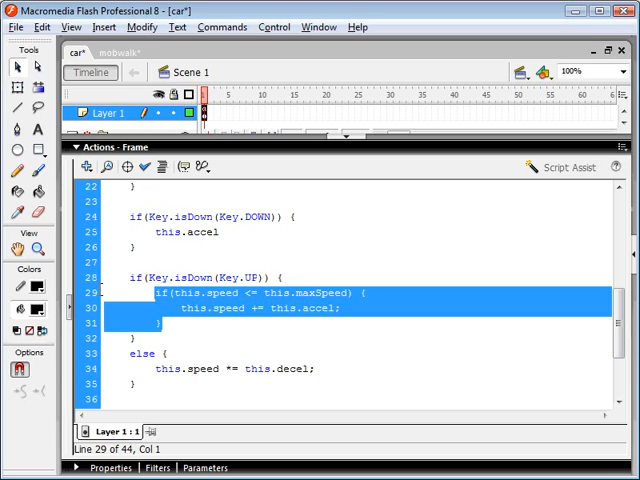 Macromedia Flash Professional 8 - [car*]
File Edit View Insert Modify Text Commands Control Window Help
Tools
car* mobwalk*
Timeline Scene 1 100%
1 5 10 15 20 25 30 35 40 45 50 55 60 6
Layer 1
Actions - Frame
Script Assist
22 }
23
24 if(Key.isDown(Key.DOWN)) {
25 this.accel
26 }
27
28 if(Key.isDown(Key.UP)) {
29 if(this.speed <= this.maxSpeed) {
30 this.speed += this.accel;
31 }
32 }
33 else {
34 this.speed *= this.decel;
35 }
36
View
Colors
Options
Layer 1 : 1
Line 29 of 44, Col 1
Properties Filters Parameters